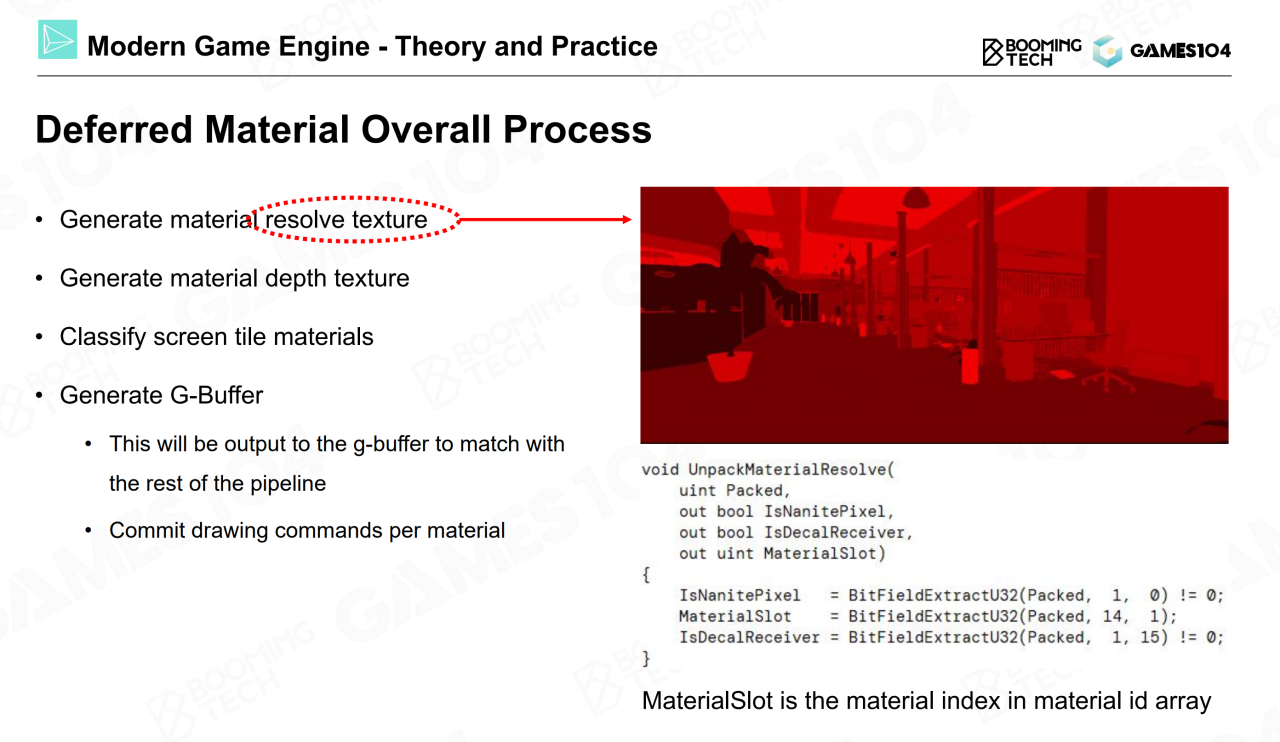 Modern Game Engine - Theory and Practice
BOOMING
TECH
GAMES104
Deferred Material Overall Process
• Generate material resolve texture
• Generate material depth texture
• Classify screen tile materials
• Generate G-Buffer
• This will be output to the g-buffer to match with
the rest of the pipeline
• Commit drawing commands per material
void UnpackMaterialResolve(
    uint Packed,
    out bool IsNanitePixel,
    out bool IsDecalReceiver,
    out uint MaterialSlot)
{
    IsNanitePixel   = BitFieldExtractU32(Packed,  1,  0) != 0;
    MaterialSlot    = BitFieldExtractU32(Packed, 14,  1);
    IsDecalReceiver = BitFieldExtractU32(Packed,  1, 15) != 0;
}
MaterialSlot is the material index in material id array